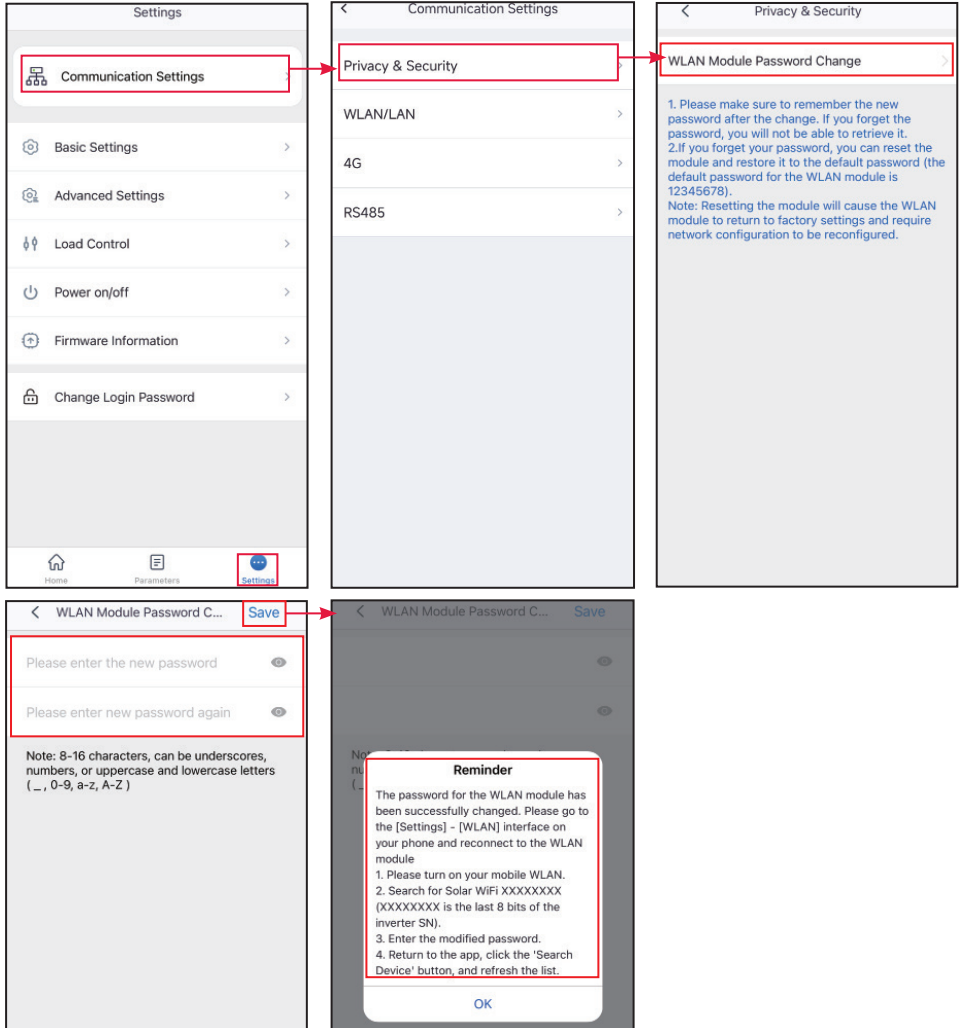 Settings
Communication Settings
Basic Settings
Advanced Settings
Load Control
Power on/off
Firmware Information
Change Login Password
Home
Parameters
Settings
Communication Settings
Privacy & Security
WLAN/LAN
4G
RS485
Privacy & Security
WLAN Module Password Change
1. Please make sure to remember the new
password after the change. If you forget the
password, you will not be able to retrieve it.
2.If you forget your password, you can reset the
module and restore it to the default password (the
default password for the WLAN module is
12345678).
Note: Resetting the module will cause the WLAN
module to return to factory settings and require
network configuration to be reconfigured.
WLAN Module Password C... Save
Please enter the new password
Please enter new password again
Note: 8-16 characters, can be underscores,
numbers, or uppercase and lowercase letters
( _ , 0-9, a-z, A-Z )
WLAN Module Password C... Save
Reminder
The password for the WLAN module has
been successfully changed. Please go to
the [Settings] - [WLAN] interface on
your phone and reconnect to the WLAN
module
1. Please turn on your mobile WLAN.
2. Search for Solar WiFi XXXXXXXX
(XXXXXXXX is the last 8 bits of the
inverter SN).
3. Enter the modified password.
4. Return to the app, click the 'Search
Device' button, and refresh the list.
OK